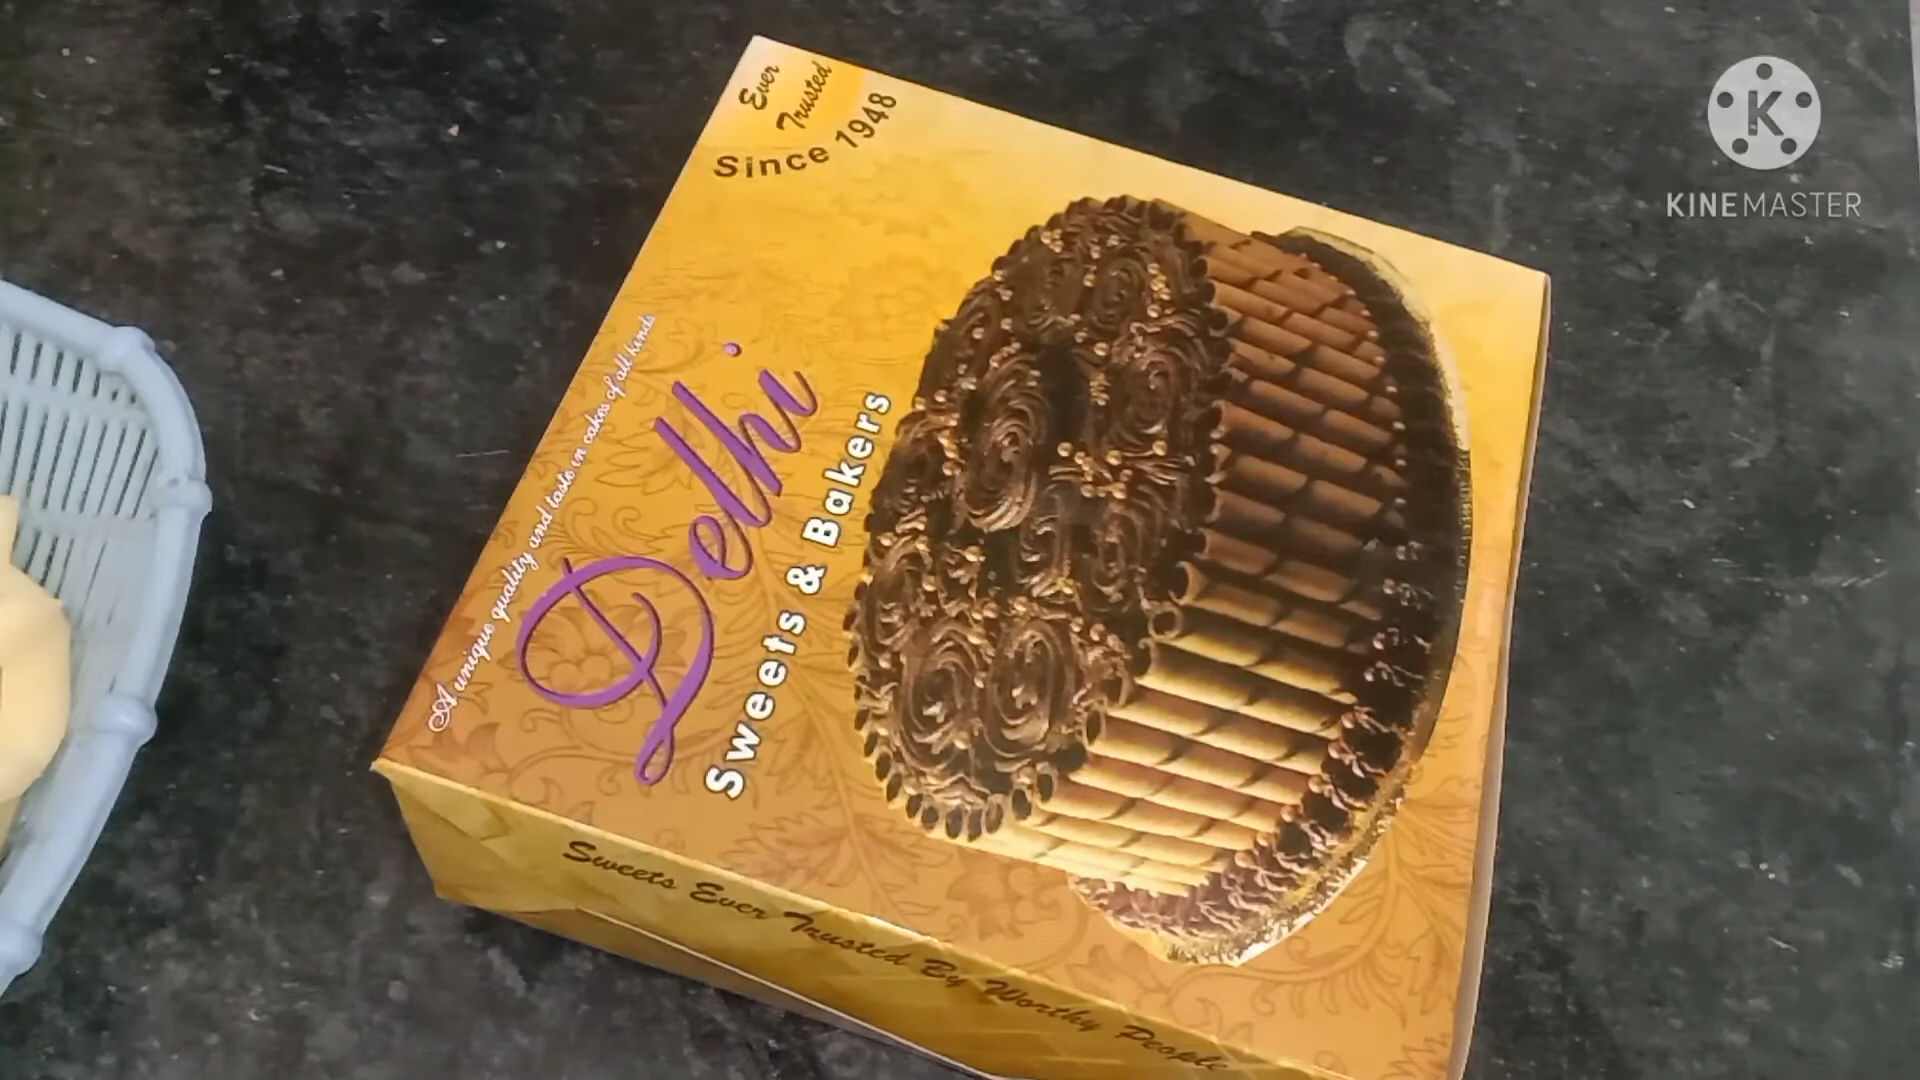 Ever
Trusted
Since 1948
A unique quality and taste in cakes of all kinds
Delhi
Sweets & Bakers
Sweets Ever Trusted By Worthy People
K
KINEMASTER